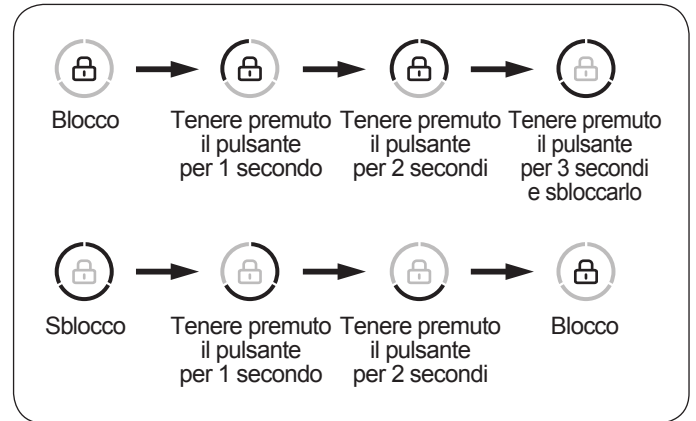 Blocco
Tenere premuto
il pulsante
per 1 secondo
Tenere premuto
il pulsante
per 2 secondi
Tenere premuto
il pulsante
per 3 secondi
e sbloccarlo
Sblocco
Tenere premuto
il pulsante
per 1 secondo
Tenere premuto
il pulsante
per 2 secondi
Blocco